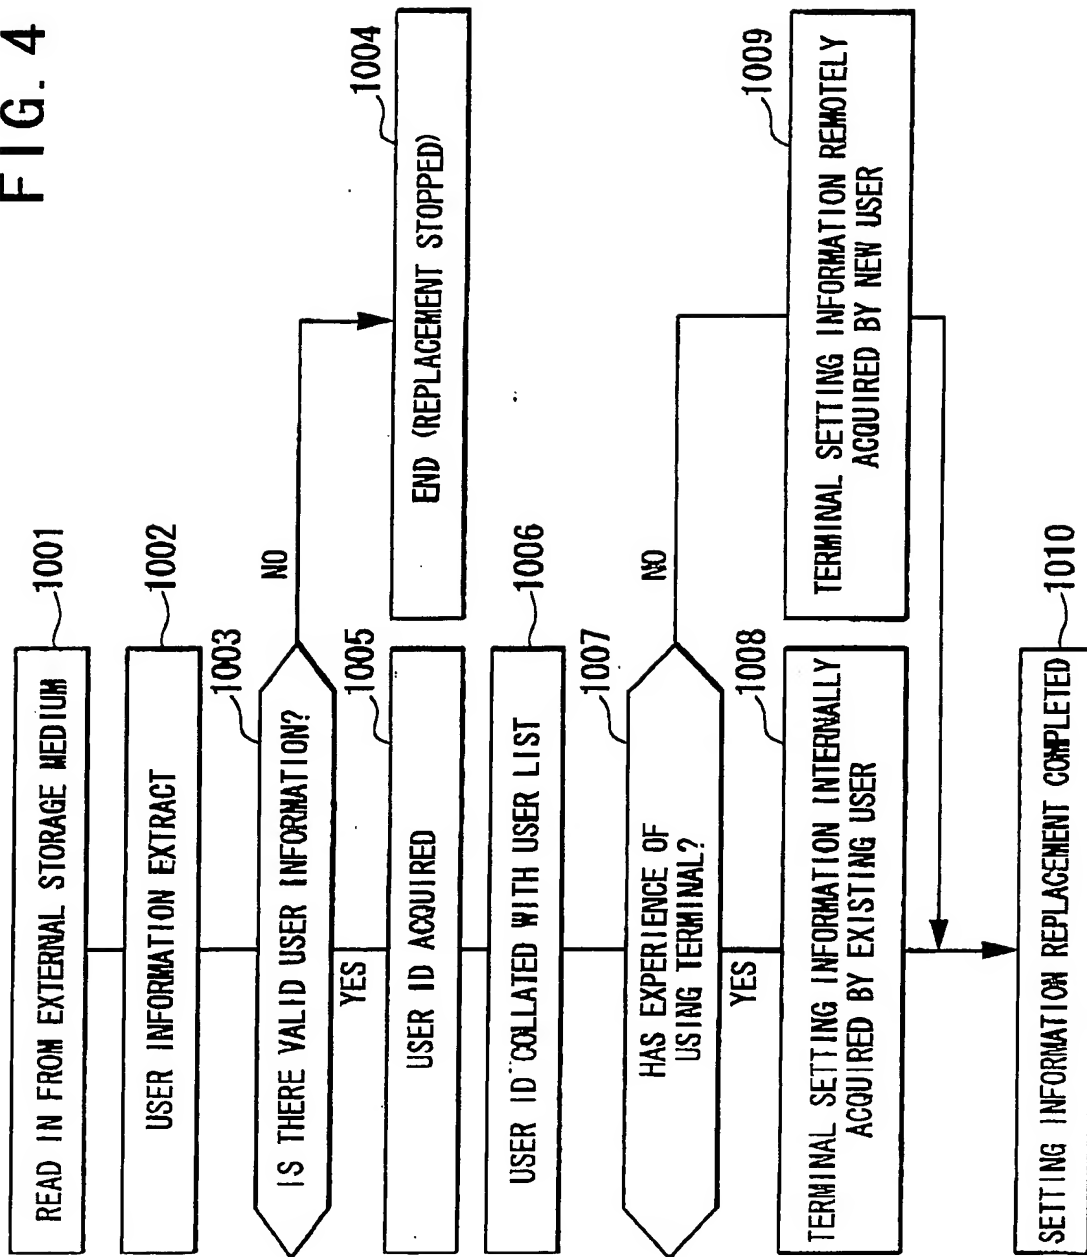 FIG. 4
READ IN FROM EXTERNAL STORAGE MEDIUM
1001
USER INFORMATION EXTRACT
1002
IS THERE VALID USER INFORMATION?
1003
NO
YES
END (REPLACEMENT STOPPED)
1004
USER ID ACQUIRED
1005
USER ID COLLATED WITH USER LIST
1006
HAS EXPERIENCE OF
USING TERMINAL?
1007
NO
YES
TERMINAL SETTING INFORMATION INTERNALLY
ACQUIRED BY EXISTING USER
1008
TERMINAL SETTING INFORMATION REMOTELY
ACQUIRED BY NEW USER
1009
SETTING INFORMATION REPLACEMENT COMPLETED
1010